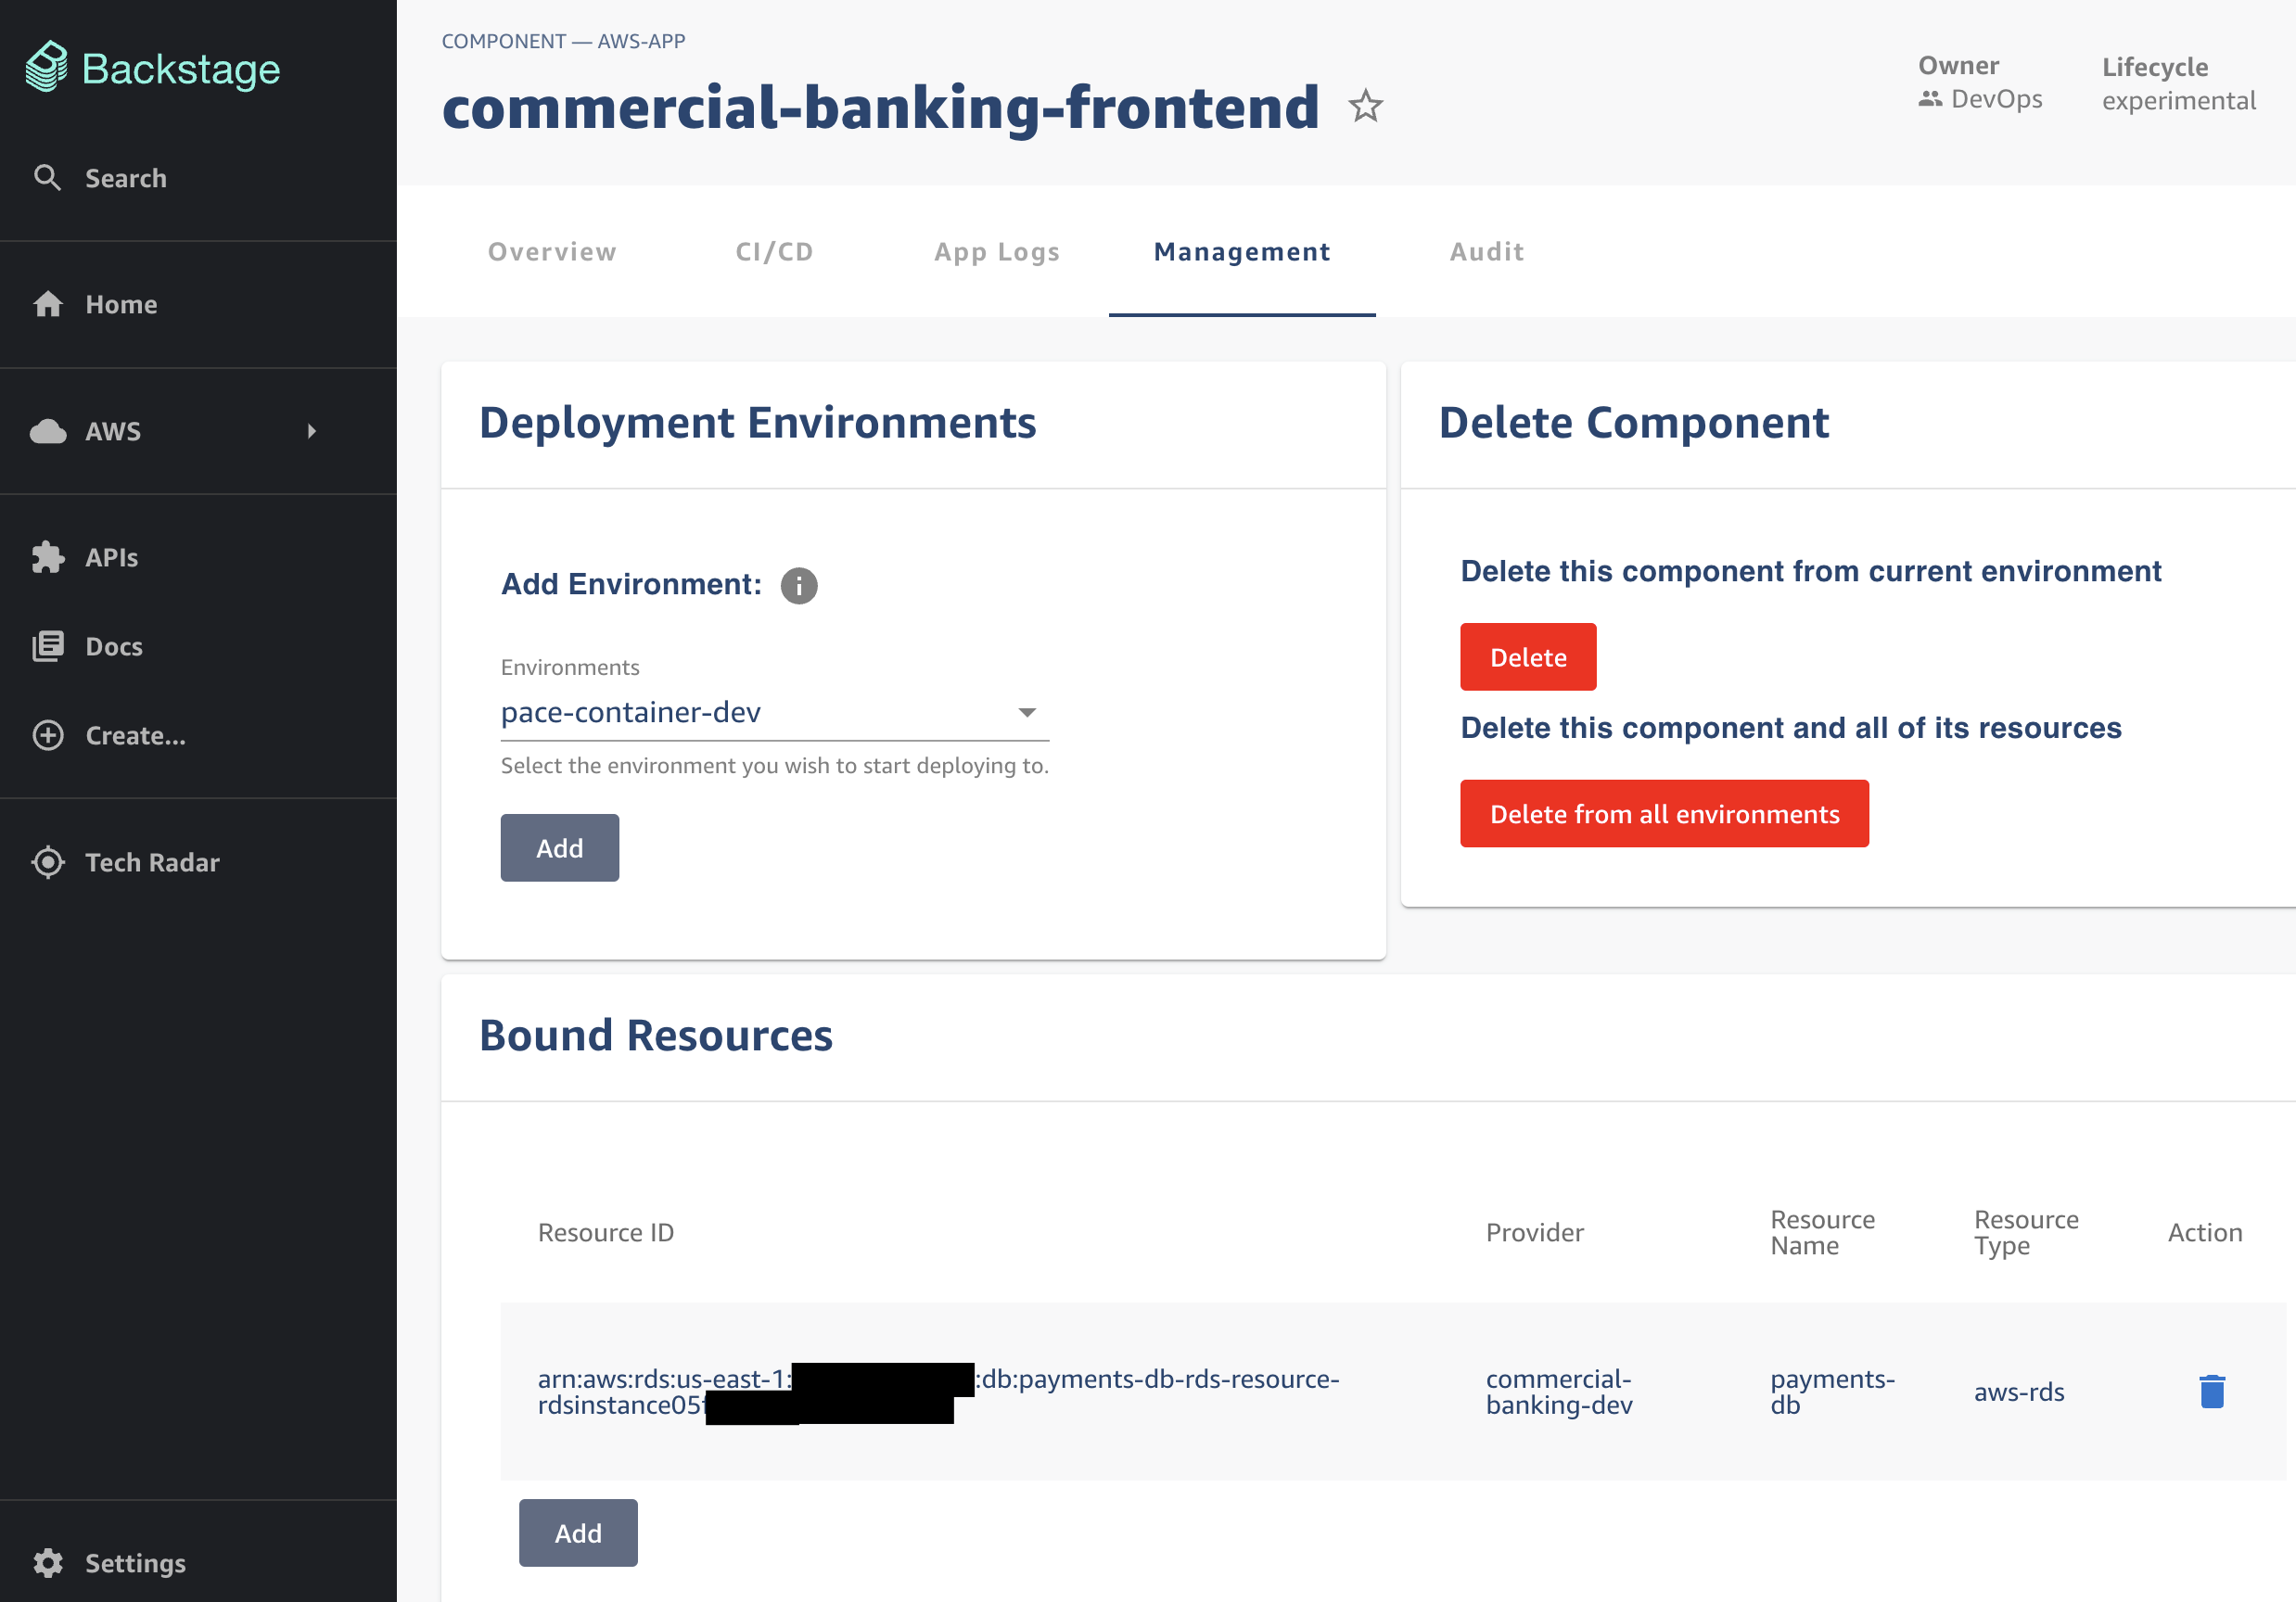 Backstage
Search
Home
AWS
APIs
Docs
Create...
Tech Radar
Settings
COMPONENT — AWS-APP
commercial-banking-frontend
Owner
DevOps
Lifecycle
experimental
Overview
CI/CD
App Logs
Management
Audit
Deployment Environments
Add Environment:
Environments
pace-container-dev
Select the environment you wish to start deploying to.
Add
Delete Component
Delete this component from current environment
Delete
Delete this component and all of its resources
Delete from all environments
Bound Resources
Resource ID
Provider
Resource
Name
Resource
Type
Action
arn:aws:rds:us-east-1: :db:payments-db-rds-resource-
rdsinstance05f
commercial-
banking-dev
payments-
db
aws-rds
Add